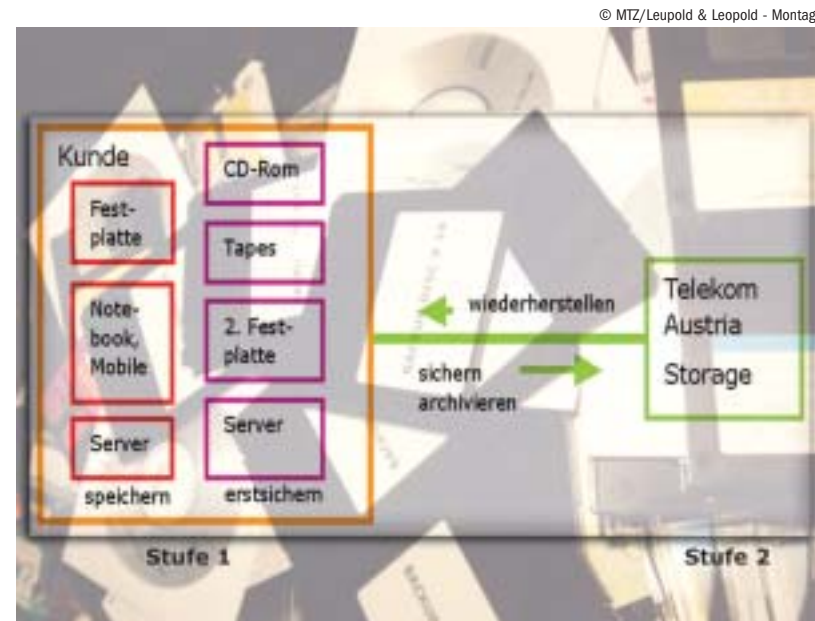 © MTZ/Leupold & Leopold - Montag
Kunde
Fest-
platte
Note-
book,
Mobile
Server
speichern
CD-Rom
Tapes
2. Fest-
platte
Server
erstsichern
wiederherstellen
sichern
archivieren
Telekom
Austria
Storage
Stufe 1
Stufe 2